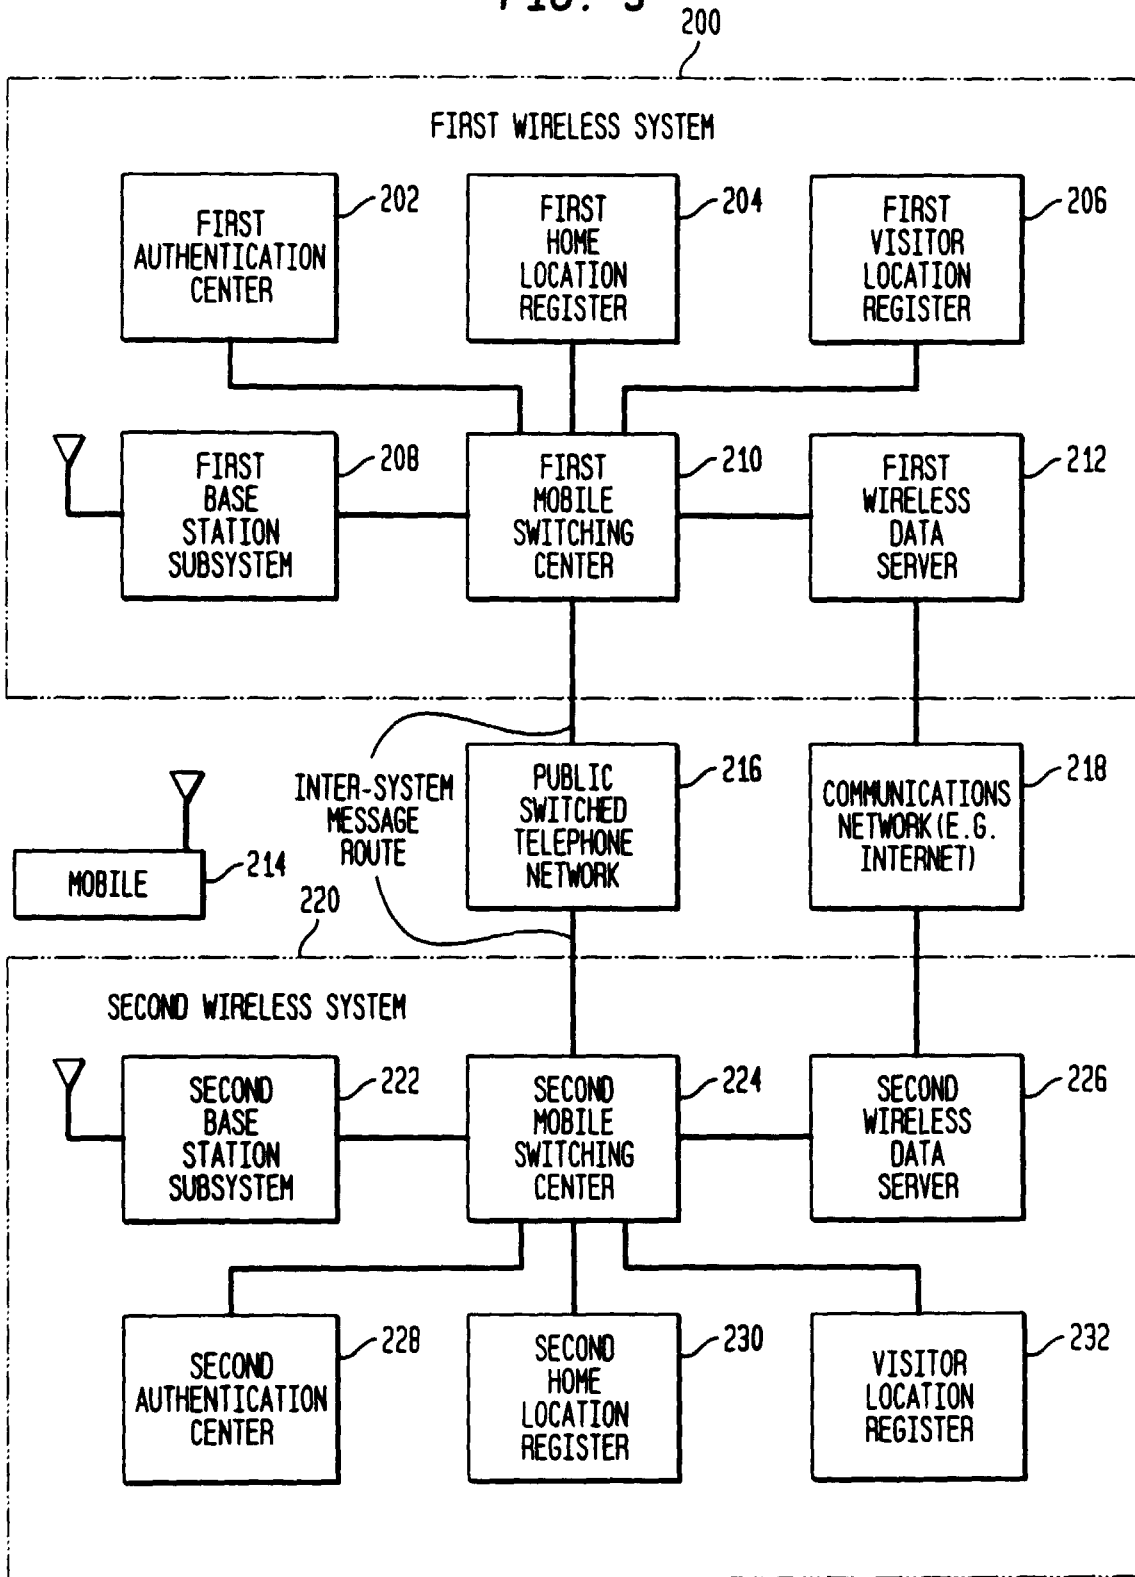 FIG. 3
200
FIRST WIRELESS SYSTEM
FIRST
AUTHENTICATION
CENTER
202
FIRST
HOME
LOCATION
REGISTER
204
FIRST
VISITOR
LOCATION
REGISTER
206
FIRST
BASE
STATION
SUBSYSTEM
208
FIRST
MOBILE
SWITCHING
CENTER
210
FIRST
WIRELESS
DATA
SERVER
212
INTER-SYSTEM
MESSAGE
ROUTE
PUBLIC
SWITCHED
TELEPHONE
NETWORK
216
COMMUNICATIONS
NETWORK(E.G.
INTERNET)
218
MOBILE
214
220
SECOND WIRELESS SYSTEM
SECOND
BASE
STATION
SUBSYSTEM
222
SECOND
MOBILE
SWITCHING
CENTER
224
SECOND
WIRELESS
DATA
SERVER
226
SECOND
AUTHENTICATION
CENTER
228
SECOND
HOME
LOCATION
REGISTER
230
VISITOR
LOCATION
REGISTER
232